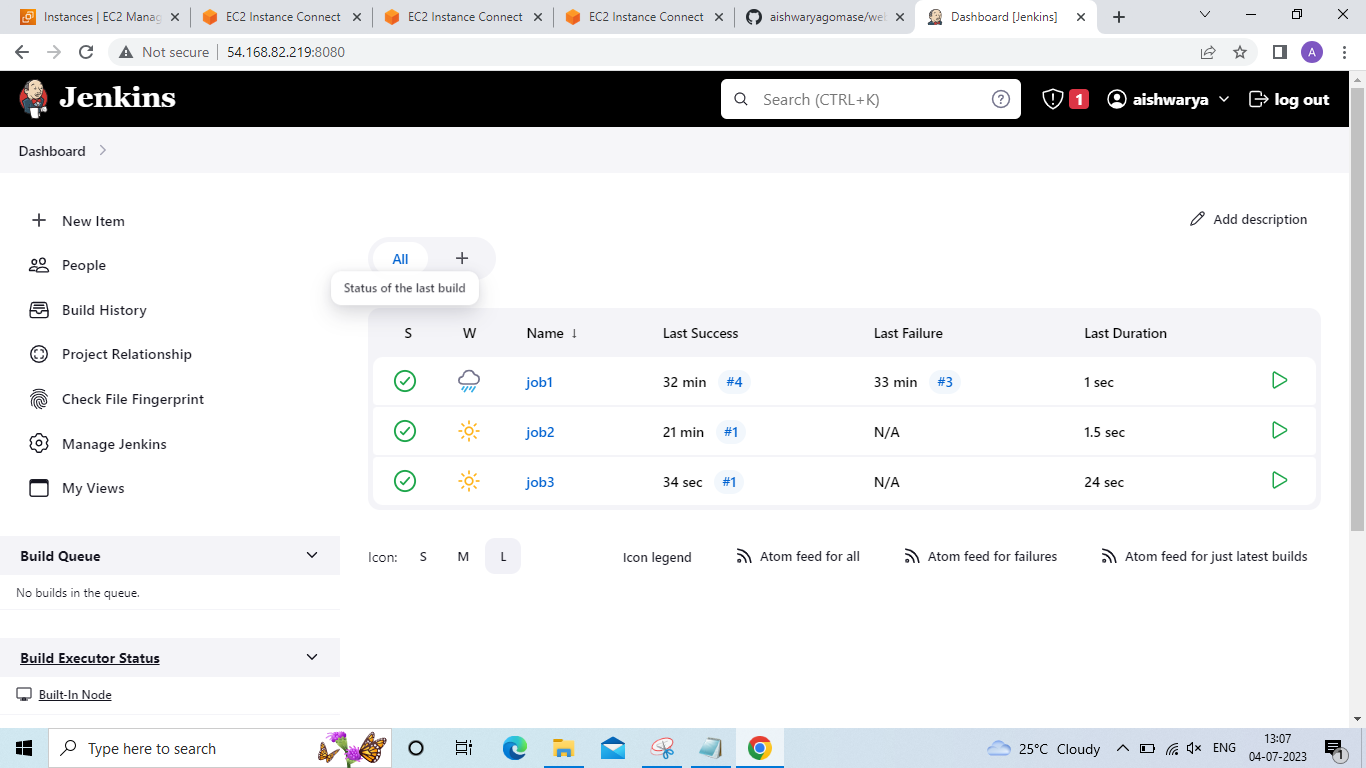 Instances | EC2 Manag
EC2 Instance Connect
EC2 Instance Connect
EC2 Instance Connect
aishwaryagomase/web
Dashboard [Jenkins]
Not secure
54.168.82.219:8080
A
Jenkins
Search (CTRL+K)
1
aishwarya
log out
Dashboard
New Item
People
Build History
Project Relationship
Check File Fingerprint
Manage Jenkins
My Views
Build Queue
No builds in the queue.
Build Executor Status
Built-In Node
Add description
All
+
Status of the last build
S W Name ↓ Last Success Last Failure Last Duration
job1 32 min #4 33 min #3 1 sec
job2 21 min #1 N/A 1.5 sec
job3 34 sec #1 N/A 24 sec
Icon: S M L
Icon legend
Atom feed for all
Atom feed for failures
Atom feed for just latest builds
Type here to search
25°C Cloudy
ENG
13:07
04-07-2023
1